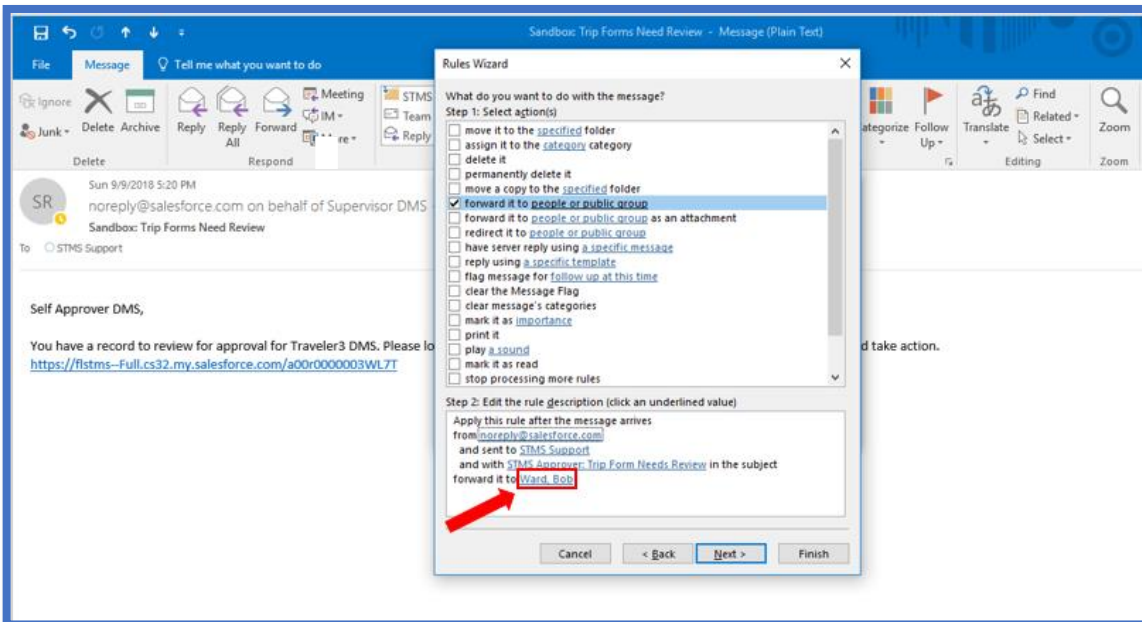 Sandbox: Trip Forms Need Review - Message (Plain Text)
File Message Tell me what you want to do
Ignore
Junk
Delete Archive
Reply Reply All Forward
Meeting
IM
Delete
Respond
STMS
Team
Reply
ategorize Follow Up
Translate
Find
Related
Select
Editing
Zoom
Zoom
SR
Sun 9/9/2018 5:20 PM
noreply@salesforce.com on behalf of Supervisor DMS
Sandbox: Trip Forms Need Review
To STMS Support
Self Approver DMS,
You have a record to review for approval for Traveler3 DMS. Please lo
d take action.
https://flstms--Full.cs32.my.salesforce.com/a00r0000003WL7T
Rules Wizard
What do you want to do with the message?
Step 1: Select action(s)
move it to the specified folder
assign it to the category category
delete it
permanently delete it
move a copy to the specified folder
forward it to people or public group
forward it to people or public group as an attachment
redirect it to people or public group
have server reply using a specific message
reply using a specific template
flag message for follow up at this time
clear the Message Flag
clear message's categories
mark it as importance
print it
play a sound
mark it as read
stop processing more rules
Step 2: Edit the rule description (click an underlined value)
Apply this rule after the message arrives
from noreply@salesforce.com
and sent to STMS Support
and with STMS Approver: Trip Form Needs Review in the subject
forward it to Ward, Bob
Cancel < Back Next > Finish